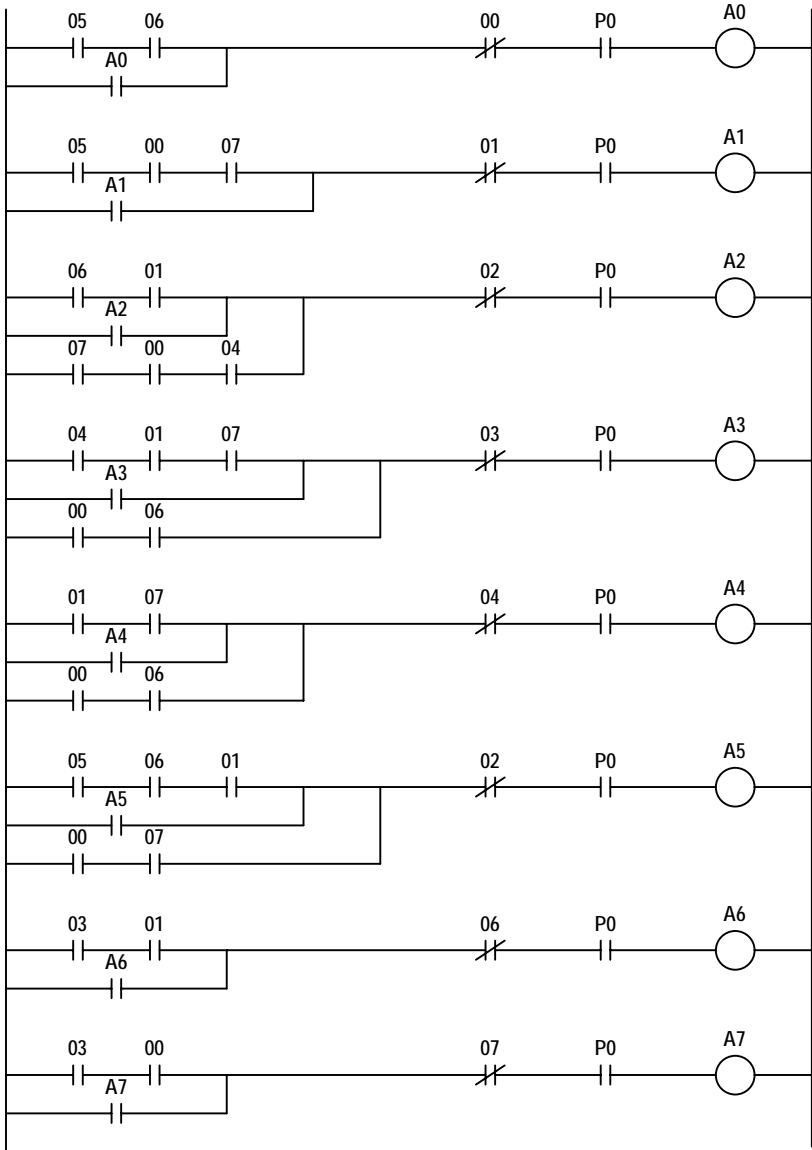 05 06 00 P0 A0
A0
05 00 07 01 P0 A1
A1
06 01 02 P0 A2
A2
07 00 04
04 01 07 03 P0 A3
A3
00 06
01 07 04 P0 A4
A4
00 06
05 06 01 02 P0 A5
A5
00 07
03 01 06 P0 A6
A6
03 00 07 P0 A7
A7